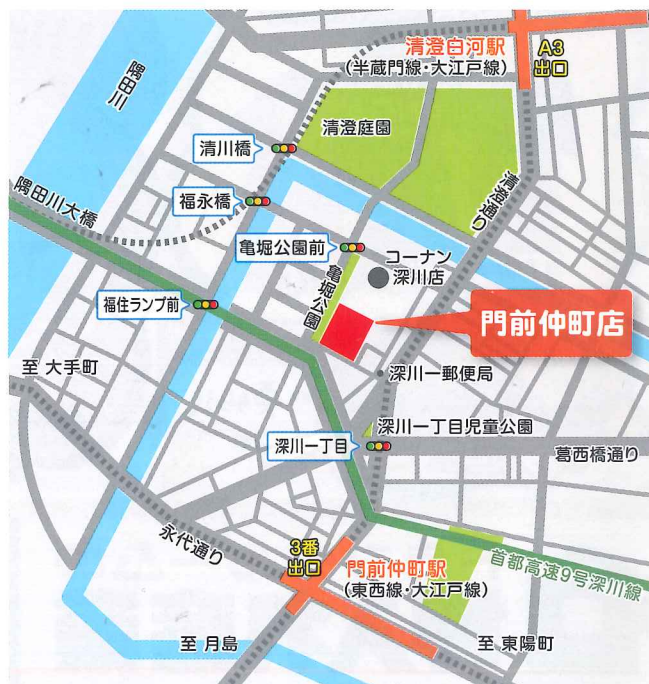 清澄白河駅
(半蔵門線・大江戸線)
A3
出口
隅田川
清澄庭園
清川橋
福永橋
隅田川大橋
清澄通り
亀堀公園前
コーナン
深川店
亀堀公園
福住ランプ前
門前仲町店
至 大手町
深川一郵便局
深川一丁目児童公園
深川一丁目
葛西橋通り
永代通り
3番
出口
門前仲町駅
(東西線・大江戸線)
首都高速9号深川線
至 月島
至 東陽町